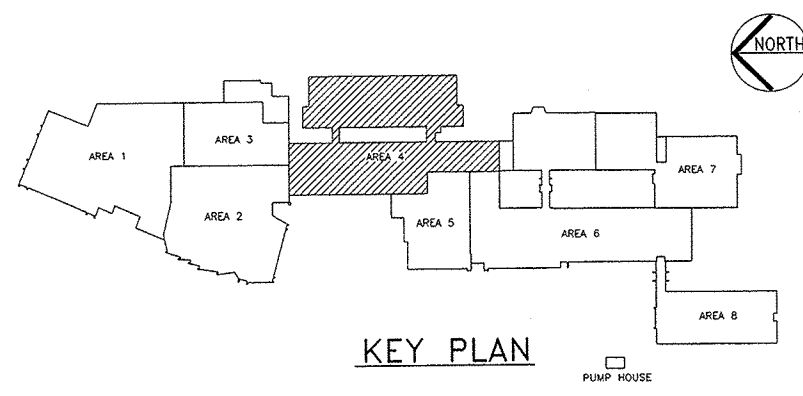 NORTH
AREA 1
AREA 3
AREA 4
AREA 7
AREA 2
AREA 5
AREA 6
AREA 8
KEY PLAN
PUMP HOUSE